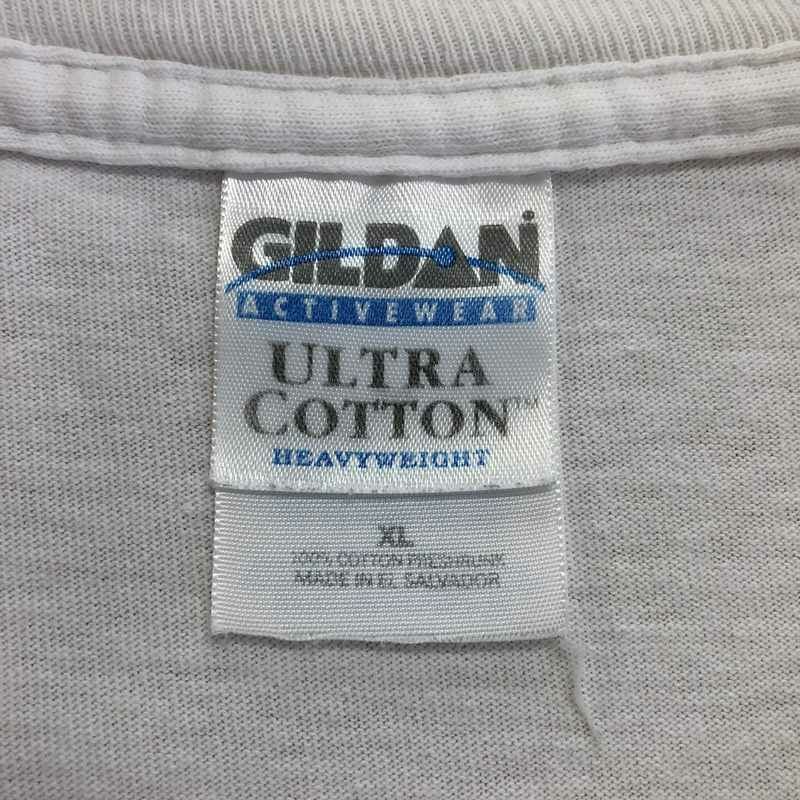 GILDAN
ACTIVEWEAR
ULTRA
COTTON™
HEAVYWEIGHT
XL
100% COTTON PRESHRUNK
MADE IN EL SALVADOR